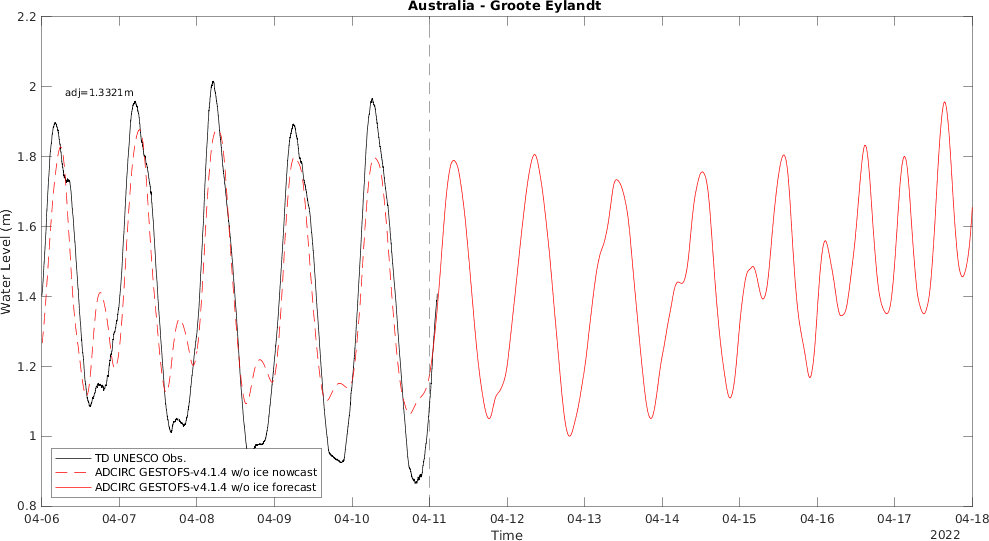 Australia - Groote Eylandt
2.2
2
1.8
1.6
1.4
1.2
1
0.8
Water Level (m)
adj=1.3321m
TD UNESCO Obs.
ADCIRC GESTOFS-v4.1.4 w/o ice nowcast
ADCIRC GESTOFS-v4.1.4 w/o ice forecast
04-06 04-07 04-08 04-09 04-10 04-11 04-12 04-13 04-14 04-15 04-16 04-17 04-18
Time
2022